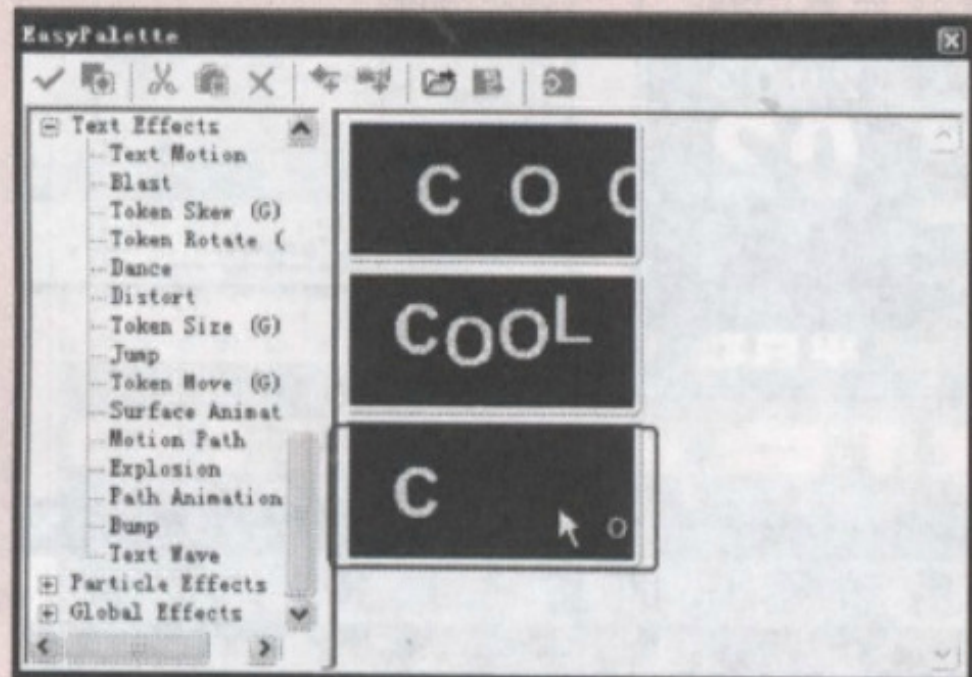 EasyPalette
Text Effects
Text Motion
Blast
Token Skew (G)
Token Rotate (
Dance
Distort
Token Size (G)
Jump
Token Move (G)
Surface Animat
Motion Path
Explosion
Path Animation
Bump
Text Wave
Particle Effects
Global Effects
C O O
COOL
C O